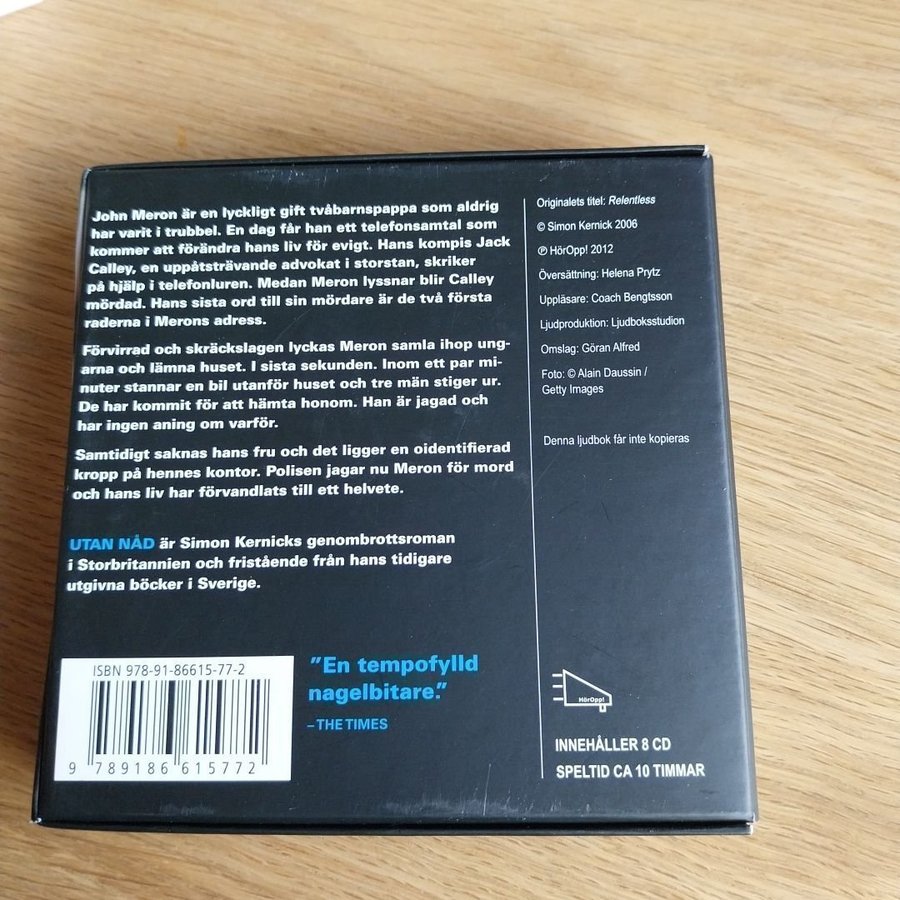 John Meron är en lyckligt gift tvåbarnspappa som aldrig
har varit i trubbel. En dag får han ett telefonsamtal som
kommer att förändra hans liv för evigt. Hans kompis Jack
Calley, en uppåtsträvande advokat i storstan, skriker
på hjälp i telefonluren. Medan Meron lyssnar blir Calley
mördad. Hans sista ord till sin mördare är de två första
raderna i Merons adress.
Förvirrad och skräckslagen lyckas Meron samla ihop ung-
arna och lämna huset. I sista sekunden. Inom ett par mi-
nuter stannar en bil utanför huset och tre män stiger ur.
De har kommit för att hämta honom. Han är jagad och
har ingen aning om varför.
Samtidigt saknas hans fru och det ligger en oidentifierad
kropp på hennes kontor. Polisen jagar nu Meron för mord
och hans liv har förvandlats till ett helvete.
UTAN NÅD är Simon Kernicks genombrottsroman
i Storbritannien och fristående från hans tidigare
utgivna böcker i Sverige.
ISBN 978-91-86615-77-2
9 789186 615772
"En tempofylld
nagelbitare."
– THE TIMES
Originalets titel: Relentless
© Simon Kernick 2006
℗ HörOpp! 2012
Översättning: Helena Prytz
Uppläsare: Coach Bengtsson
Ljudproduktion: Ljudboksstudion
Omslag: Göran Alfred
Foto: © Alain Daussin /
Getty Images
Denna ljudbok får inte kopieras
HörOpp!
INNEHÅLLER 8 CD
SPELTID CA 10 TIMMAR